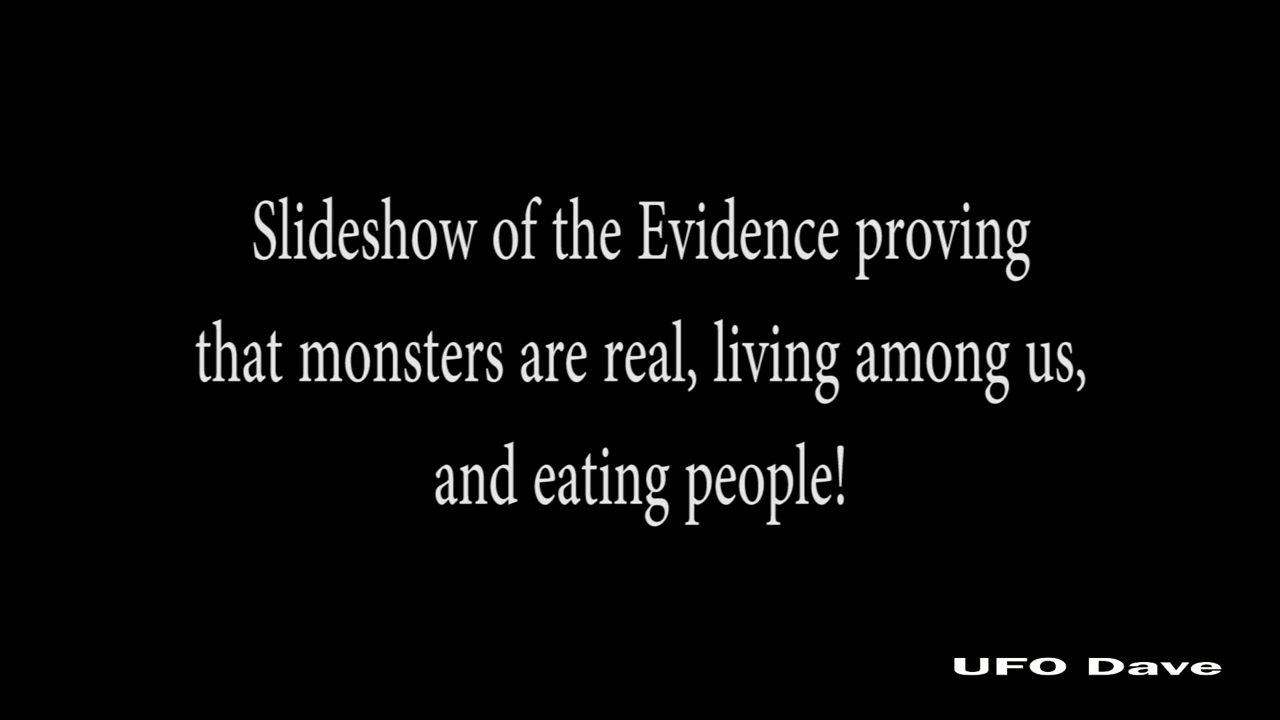 Slideshow of the Evidence proving
that monsters are real, living among us,
and eating people!
UFO Dave